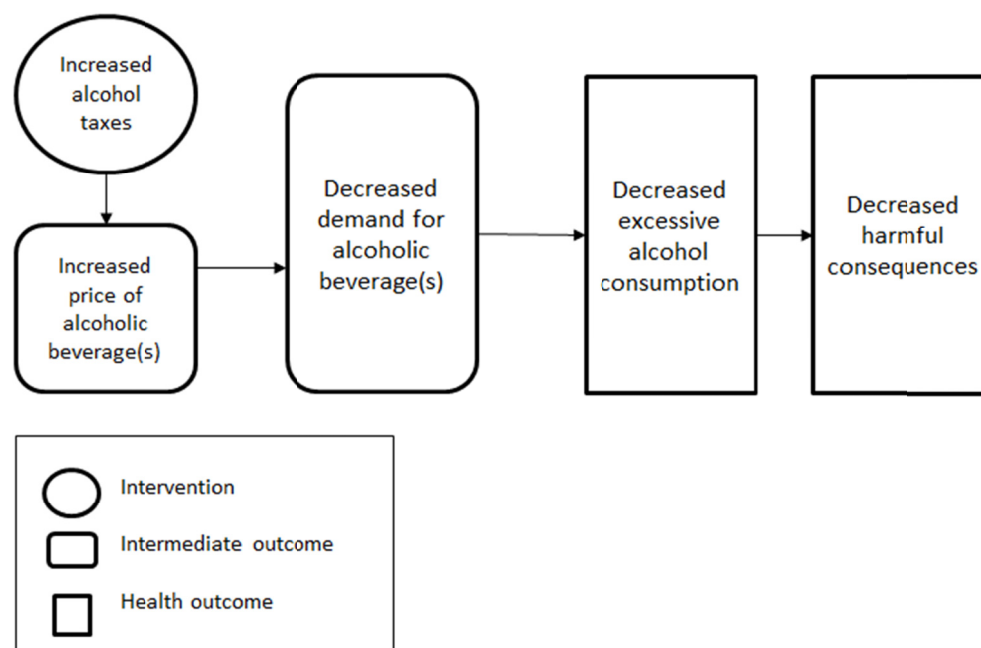 Increased
alcohol
taxes
Increased
price of
alcoholic
beverage(s)
Decreased
demand for
alcoholic
beverage(s)
Decreased
excessive
alcohol
consumption
Decreased
harmful
consequences
Intervention
Intermediate outcome
Health outcome